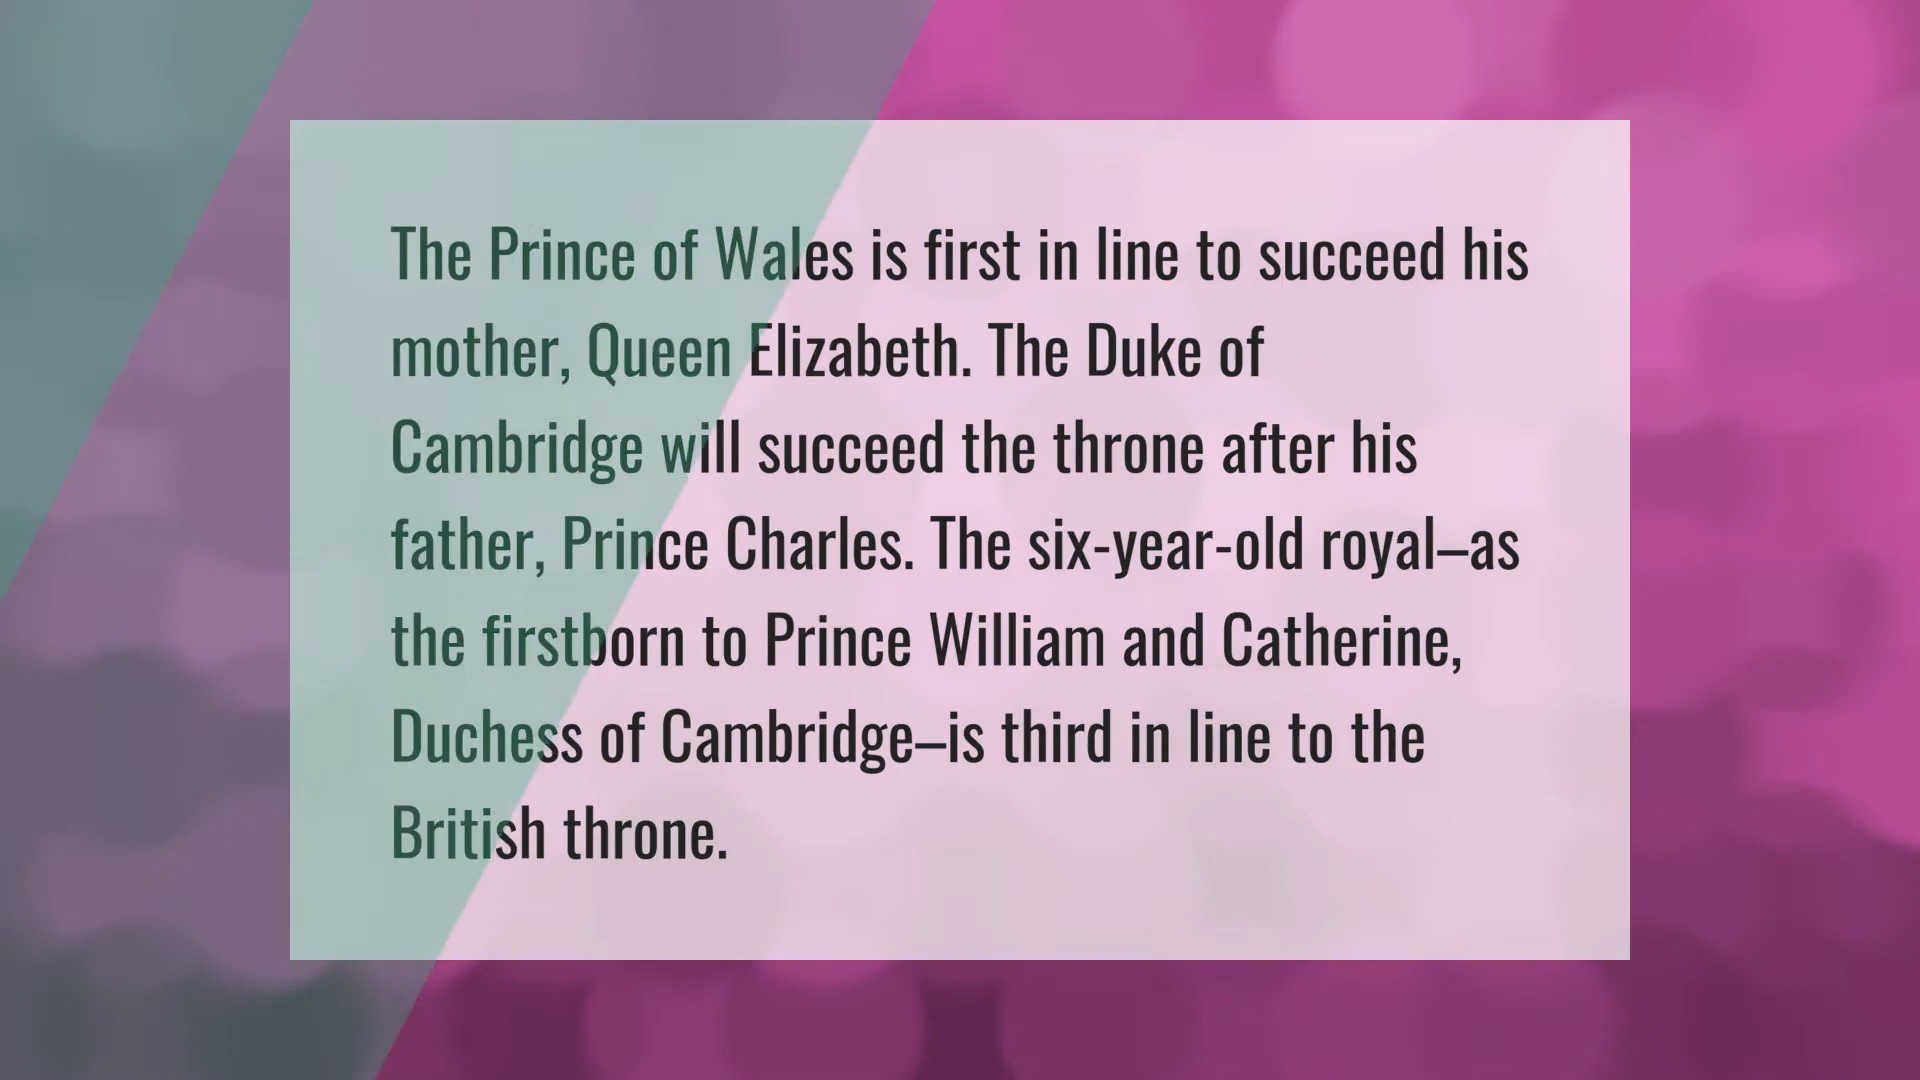 The Prince of Wales is first in line to succeed his
mother, Queen Elizabeth. The Duke of
Cambridge will succeed the throne after his
father, Prince Charles. The six-year-old royal–as
the firstborn to Prince William and Catherine,
Duchess of Cambridge–is third in line to the
British throne.